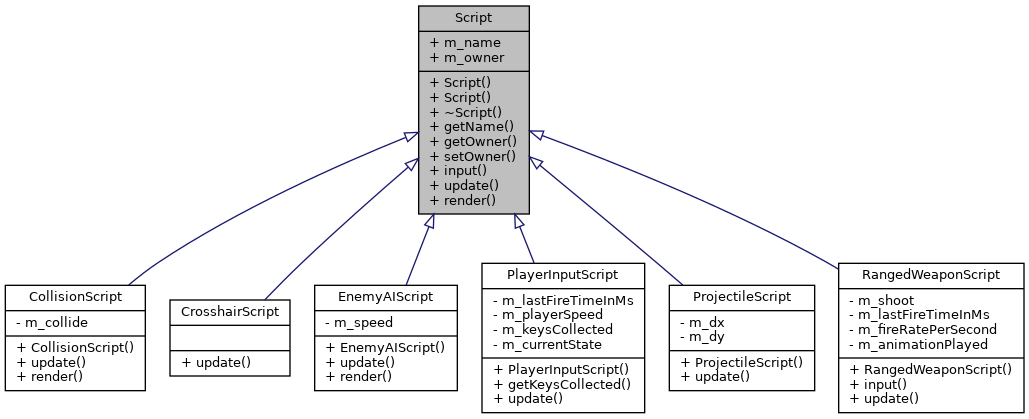 Script
+ m_name
+ m_owner
+ Script()
+ Script()
+ ~Script()
+ getName()
+ getOwner()
+ setOwner()
+ input()
+ update()
+ render()
CollisionScript
- m_collide
+ CollisionScript()
+ update()
+ render()
CrosshairScript
+ update()
EnemyAIScript
- m_speed
+ EnemyAIScript()
+ update()
+ render()
PlayerInputScript
- m_lastFireTimeInMs
- m_playerSpeed
- m_keysCollected
- m_currentState
+ PlayerInputScript()
+ getKeysCollected()
+ update()
ProjectileScript
- m_dx
- m_dy
+ ProjectileScript()
+ update()
RangedWeaponScript
- m_shoot
- m_lastFireTimeInMs
- m_fireRatePerSecond
- m_animationPlayed
+ RangedWeaponScript()
+ input()
+ update()